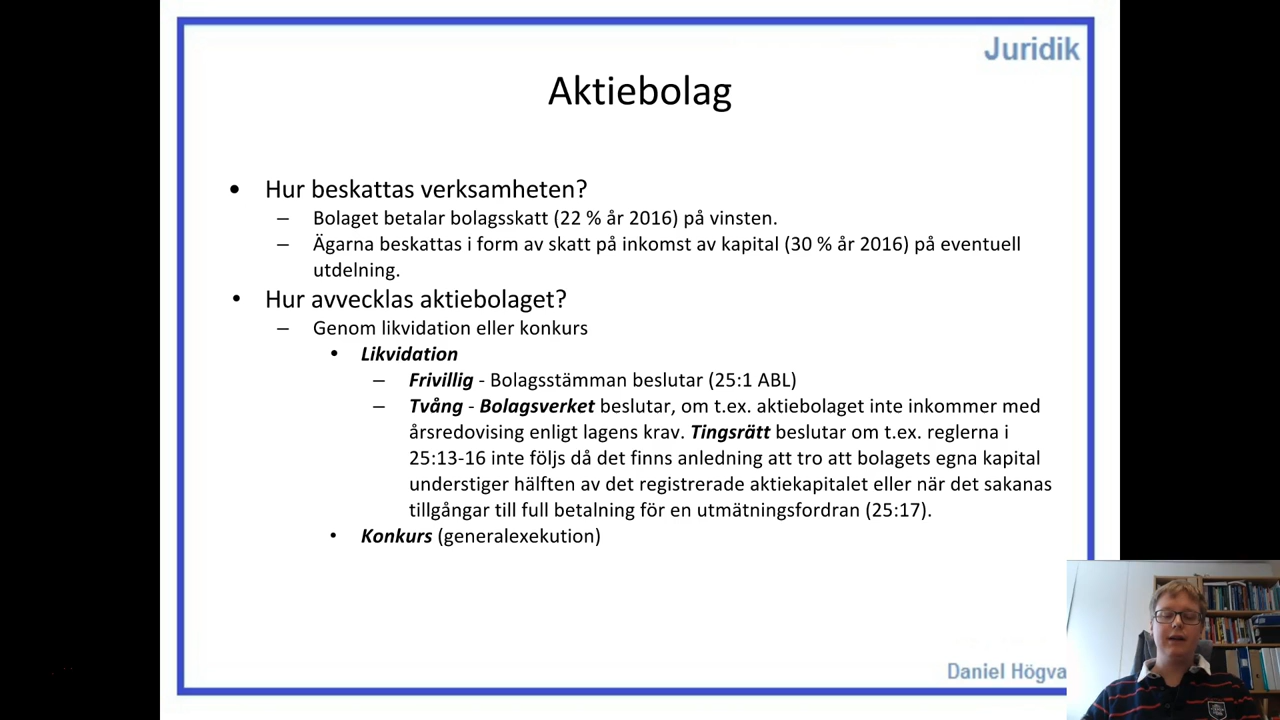 Juridik
Aktiebolag
• Hur beskattas verksamheten?
– Bolaget betalar bolagsskatt (22 % år 2016) på vinsten.
– Ägarna beskattas i form av skatt på inkomst av kapital (30 % år 2016) på eventuell
utdelning.
• Hur avvecklas aktiebolaget?
– Genom likvidation eller konkurs
• Likvidation
– Frivillig - Bolagsstämman beslutar (25:1 ABL)
– Tvång - Bolagsverket beslutar, om t.ex. aktiebolaget inte inkommer med
årsredovising enligt lagens krav. Tingsrätt beslutar om t.ex. reglerna i
25:13-16 inte följs då det finns anledning att tro att bolagets egna kapital
understiger hälften av det registrerade aktiekapitalet eller när det sakanas
tillgångar till full betalning för en utmätningsfordran (25:17).
• Konkurs (generalexekution)
Daniel Högva